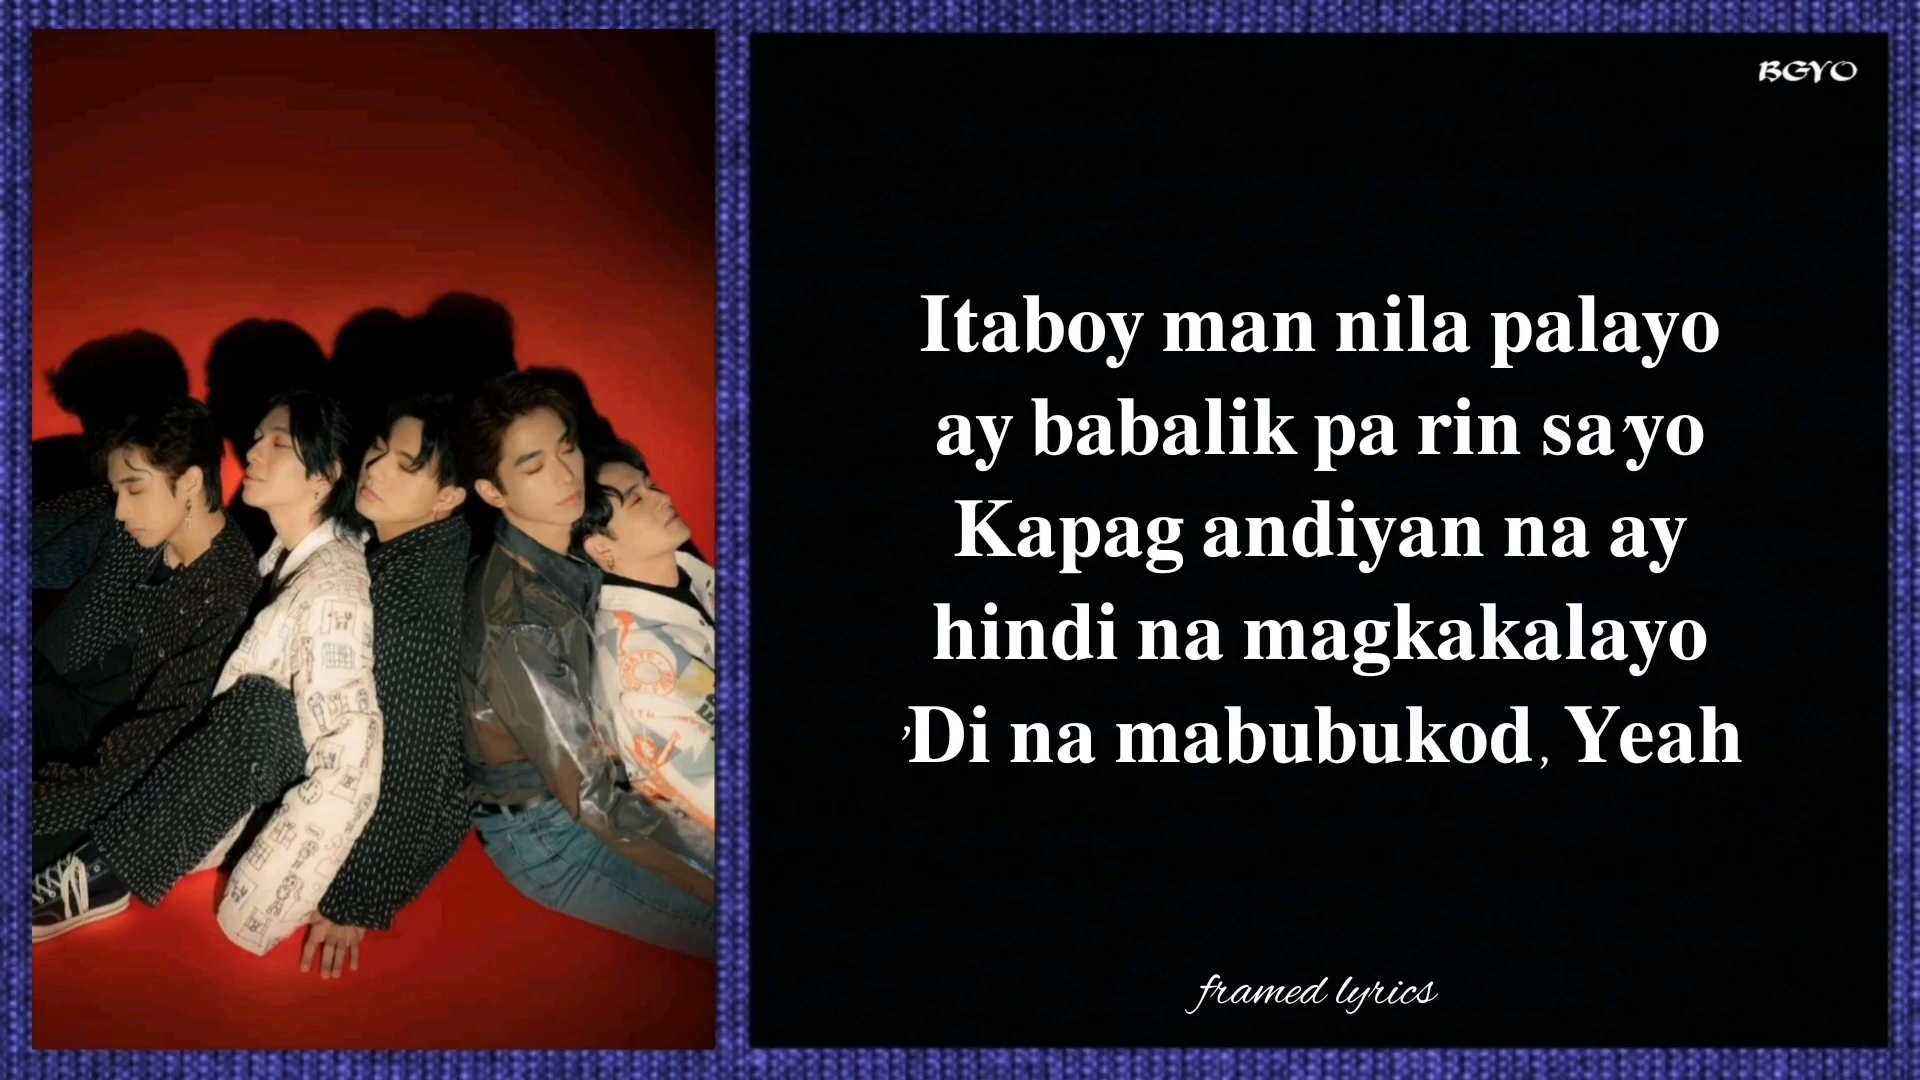 BGYO
Itaboy man nila palayo
ay babalik pa rin sa'yo
Kapag andiyan na ay
hindi na magkakalayo
'Di na mabubukod, Yeah
framed lyrics